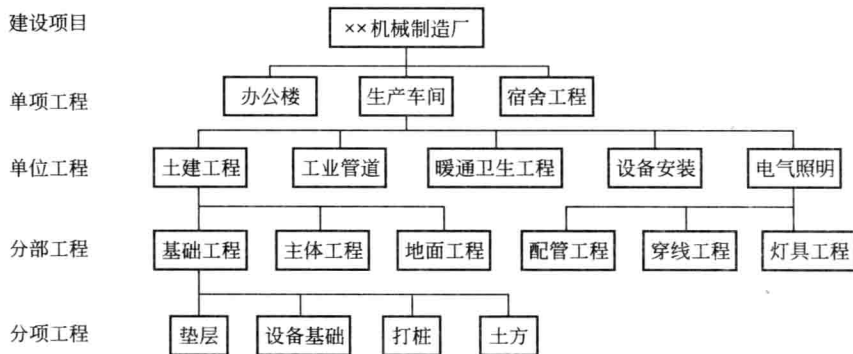 建设项目 ××机械制造厂
单项工程 办公楼 生产车间 宿舍工程
单位工程 土建工程 工业管道 暖通卫生工程 设备安装 电气照明
分部工程 基础工程 主体工程 地面工程 配管工程 穿线工程 灯具工程
分项工程 垫层 设备基础 打桩 土方